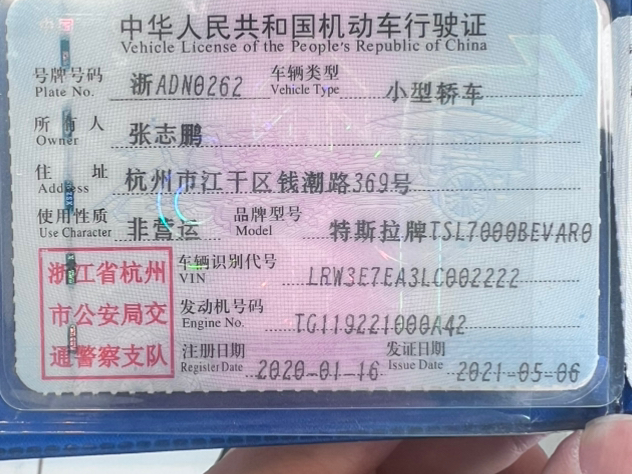 中华人民共和国机动车行驶证
Vehicle License of the People's Republic of China
号牌号码 浙ADN0262 车辆类型 小型轿车
Plate No. Vehicle Type
所有人 张志鹏
Owner
住址 杭州市江干区钱潮路369号
Address
使用性质 非营运 品牌型号 特斯拉牌TSL7000BEVAR0
Use Character Model
浙江省杭州
市公安局交
通警察支队
车辆识别代号 LRW3E7EA3LC002222
VIN
发动机号码 TG119221000A42
Engine No.
注册日期 2020-01-16 发证日期 2021-05-06
Register Date Issue Date